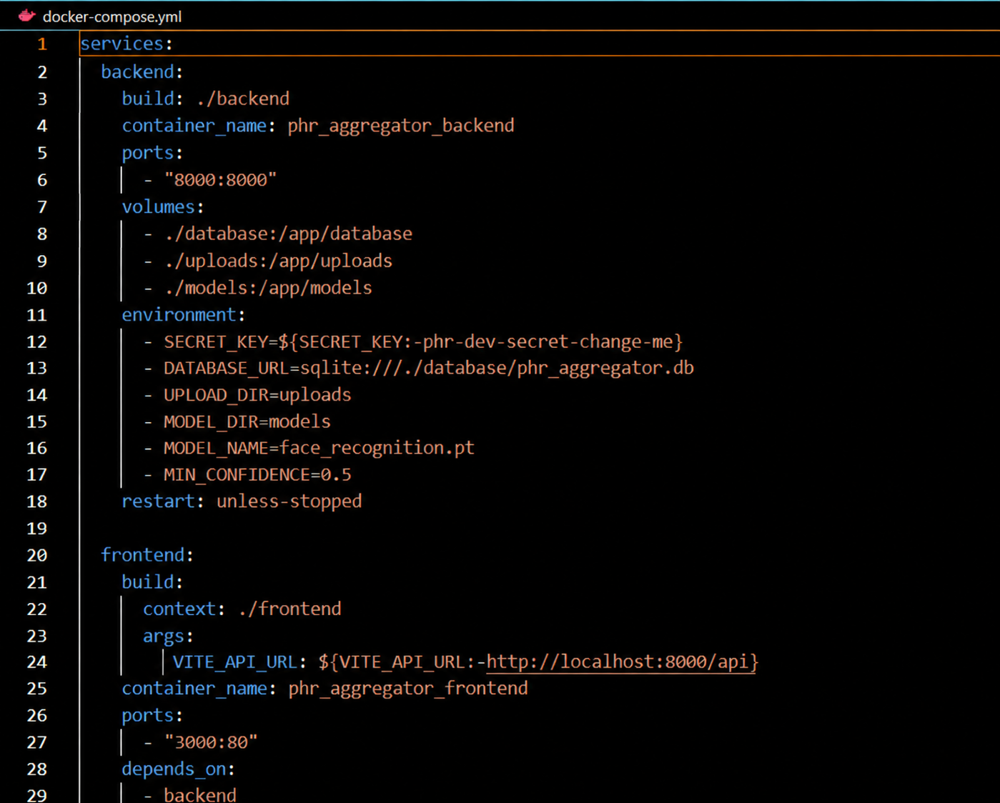 docker-compose.yml
1 services:
2   backend:
3     build: ./backend
4     container_name: phr_aggregator_backend
5     ports:
6       - "8000:8000"
7     volumes:
8       - ./database:/app/database
9       - ./uploads:/app/uploads
10       - ./models:/app/models
11     environment:
12       - SECRET_KEY=${SECRET_KEY:-phr-dev-secret-change-me}
13       - DATABASE_URL=sqlite:///./database/phr_aggregator.db
14       - UPLOAD_DIR=uploads
15       - MODEL_DIR=models
16       - MODEL_NAME=face_recognition.pt
17       - MIN_CONFIDENCE=0.5
18     restart: unless-stopped
19
20   frontend:
21     build:
22       context: ./frontend
23       args:
24         VITE_API_URL: ${VITE_API_URL:-http://localhost:8000/api}
25     container_name: phr_aggregator_frontend
26     ports:
27       - "3000:80"
28     depends_on:
29       - backend